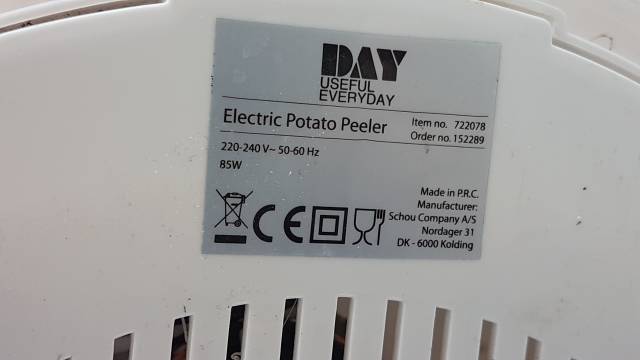 DAY
USEFUL
EVERYDAY
Electric Potato Peeler
Item no. 722078
Order no. 152289
220-240 V~ 50-60 Hz
85W
Made in P.R.C.
Manufacturer:
Schou Company A/S
Nordager 31
DK - 6000 Kolding
CE